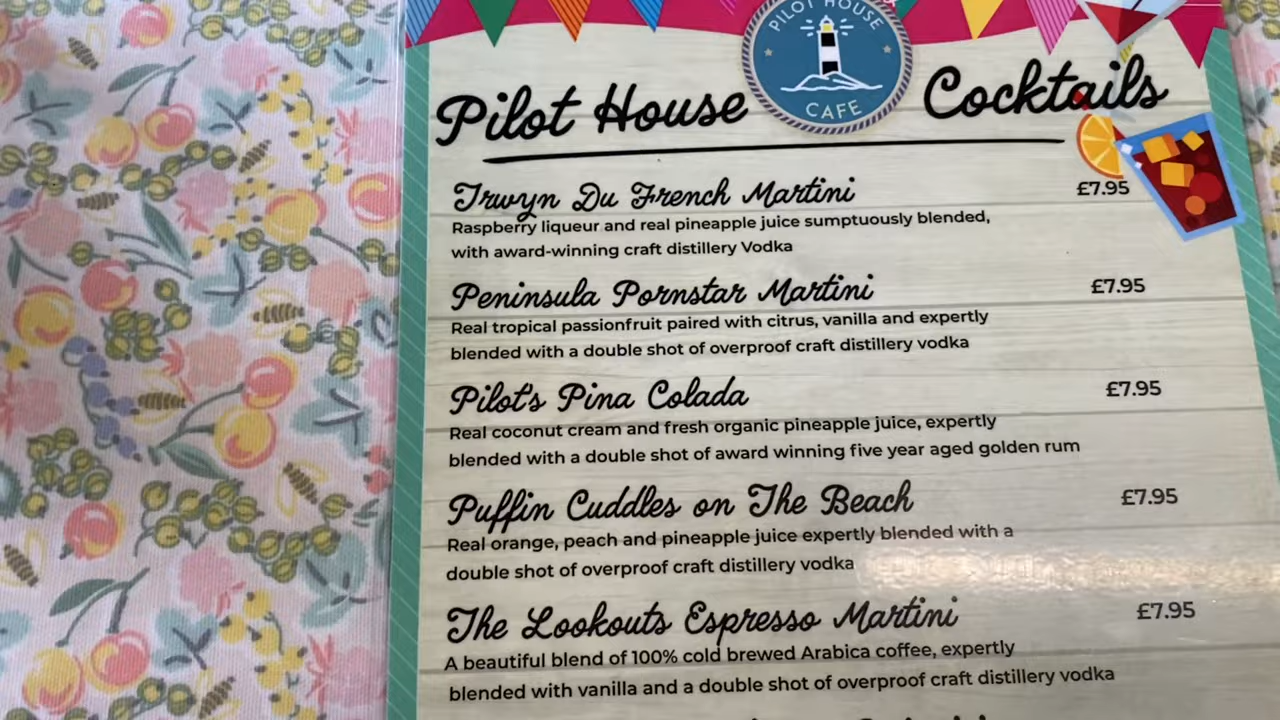 PILOT HOUSE
CAFE
Pilot House Cocktails
Trwyn Du French Martini £7.95
Raspberry liqueur and real pineapple juice sumptuously blended,
with award-winning craft distillery Vodka
Peninsula Pornstar Martini £7.95
Real tropical passionfruit paired with citrus, vanilla and expertly
blended with a double shot of overproof craft distillery vodka
Pilot's Pina Colada £7.95
Real coconut cream and fresh organic pineapple juice, expertly
blended with a double shot of award winning five year aged golden rum
Puffin Cuddles on The Beach £7.95
Real orange, peach and pineapple juice expertly blended with a
double shot of overproof craft distillery vodka
The Lookouts Espresso Martini £7.95
A beautiful blend of 100% cold brewed Arabica coffee, expertly
blended with vanilla and a double shot of overproof craft distillery vodka